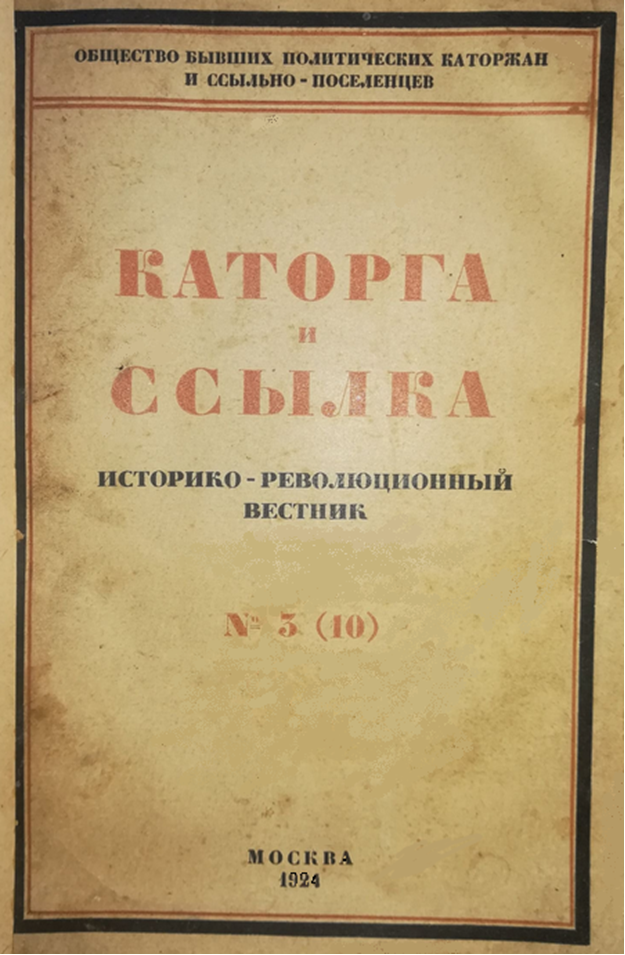 ОБЩЕСТВО БЫВШИХ ПОЛИТИЧЕСКИХ КАТОРЖАН
И ССЫЛЬНО-ПОСЕЛЕНЦЕВ
КАТОРГА
И
ССЫЛКА
ИСТОРИКО-РЕВОЛЮЦИОННЫЙ
ВЕСТНИК
№ 3 (10)
МОСКВА
1924